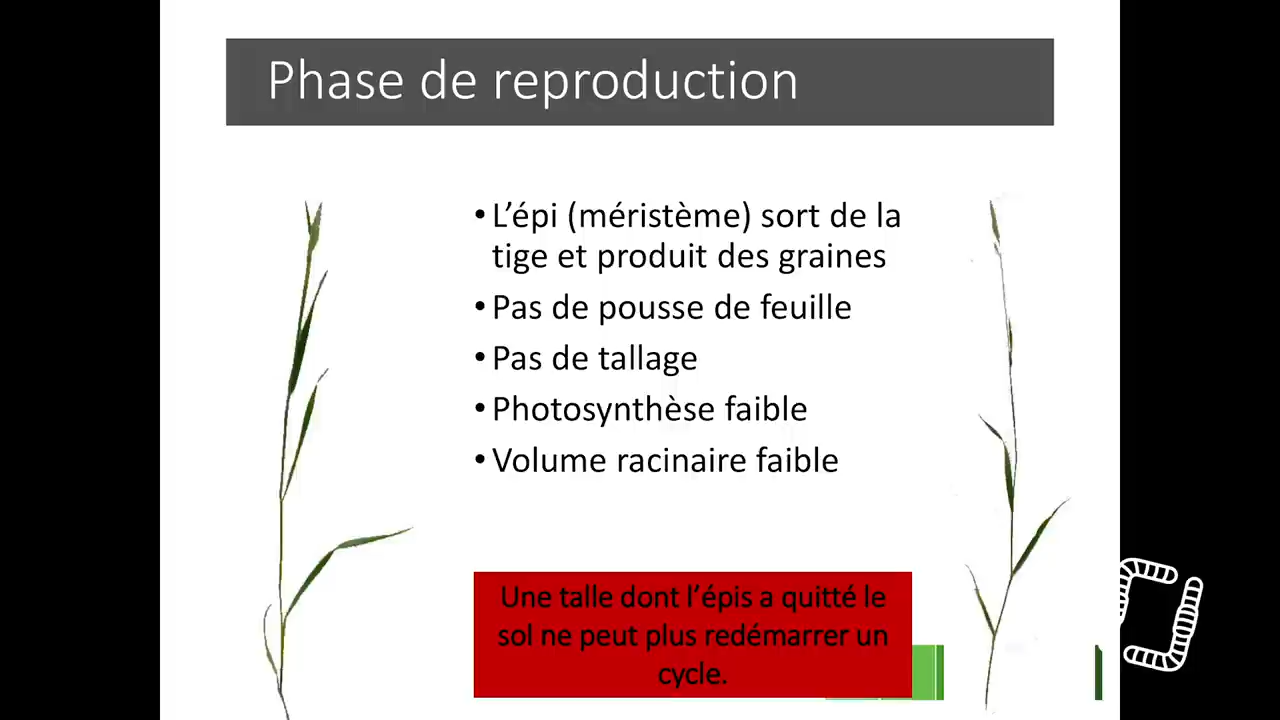 Phase de reproduction
•L’épi (méristème) sort de la
tige et produit des graines
•Pas de pousse de feuille
•Pas de tallage
•Photosynthèse faible
•Volume racinaire faible
Une talle dont l’épis a quitté le
sol ne peut plus redémarrer un
cycle.